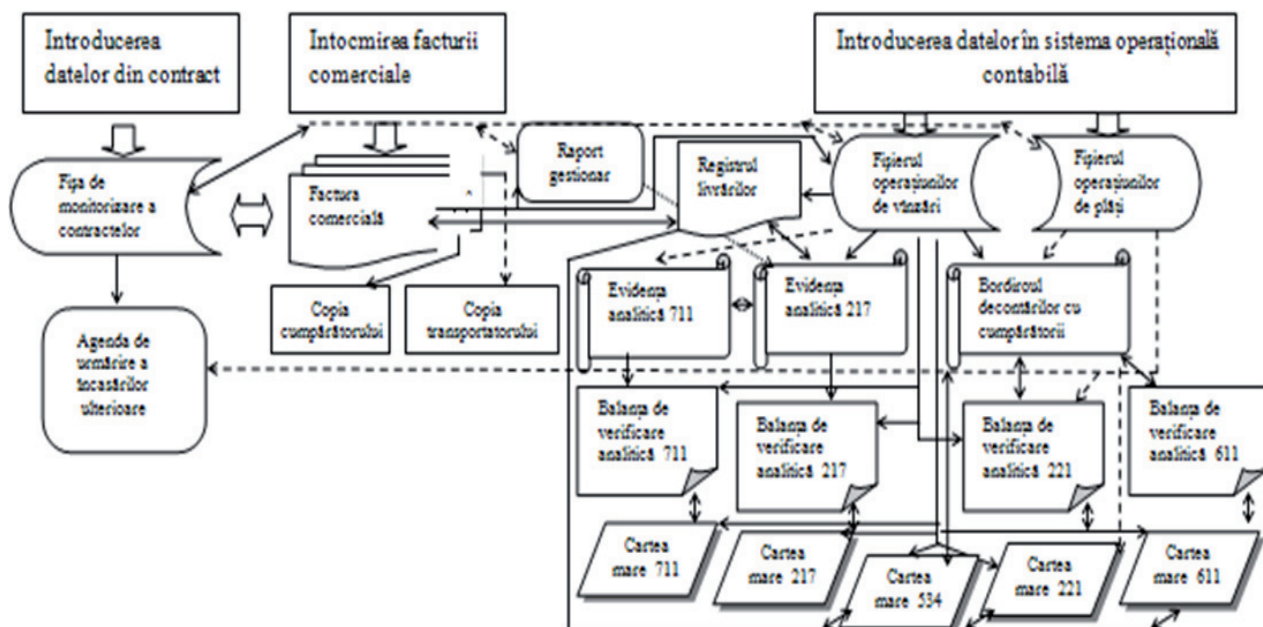 Introducerea
datelor din contract
Intocmirea facturii
comerciale
Introducerea datelor în sistema operațională
contabilă
Fișa de
monitorizare a
contractelor
Factura
comercială
Raport
gestionar
Registrul
livrărilor
Fișierul
operațiunilor
de vînzări
Fișierul
operațiunilor
de plăți
Copia
cumpărătorului
Copia
transportatorului
Evidența
analitică 711
Evidența
analitică 217
Bordiroul
decontărilor cu
cumpărătorii
Agenda de
urmărire a
încasărilor
ulterioare
Balanța de
verificare
analitică 711
Balanța de
verificare
analitică 217
Balanța de
verificare
analitică 221
Balanța de
verificare
analitică 611
Cartea
mare 711
Cartea
mare 217
Cartea
mare 534
Cartea
mare 221
Cartea
mare 611